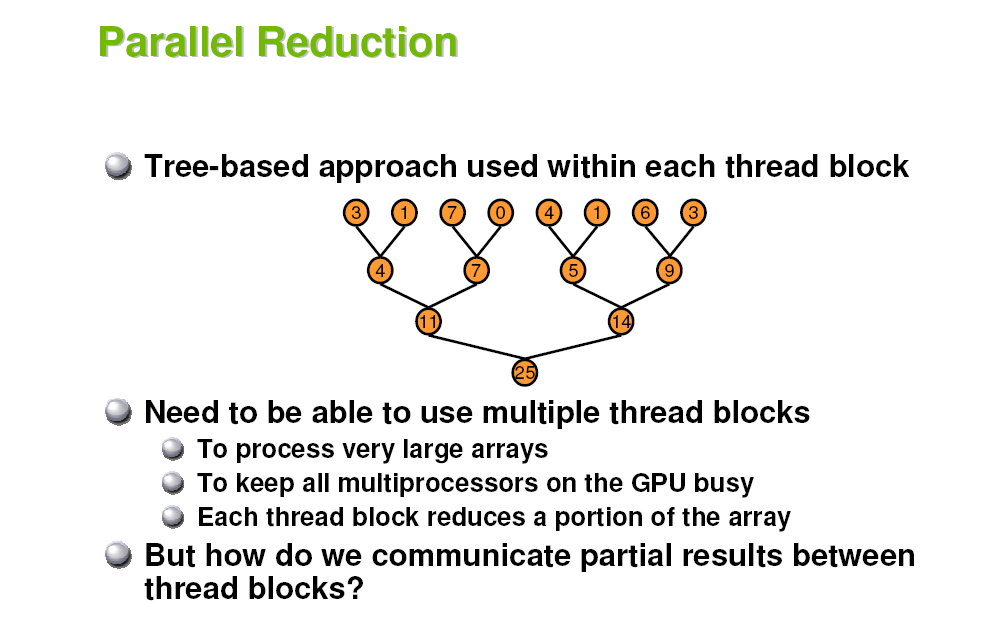 Parallel Reduction
Tree-based approach used within each thread block
3 1 7 0 4 1 6 3
4 7 5 9
11 14
25
Need to be able to use multiple thread blocks
To process very large arrays
To keep all multiprocessors on the GPU busy
Each thread block reduces a portion of the array
But how do we communicate partial results between
thread blocks?